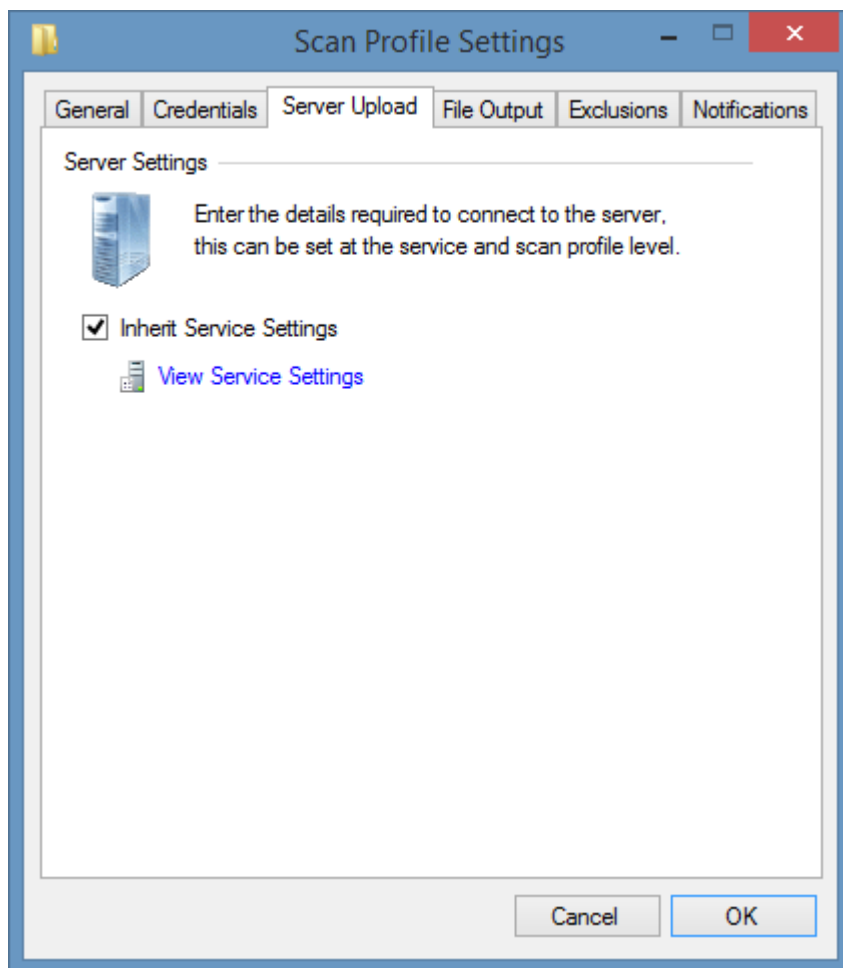 Scan Profile Settings
General Credentials Server Upload File Output Exclusions Notifications
Server Settings
Enter the details required to connect to the server,
this can be set at the service and scan profile level.
Inherit Service Settings
View Service Settings
Cancel OK